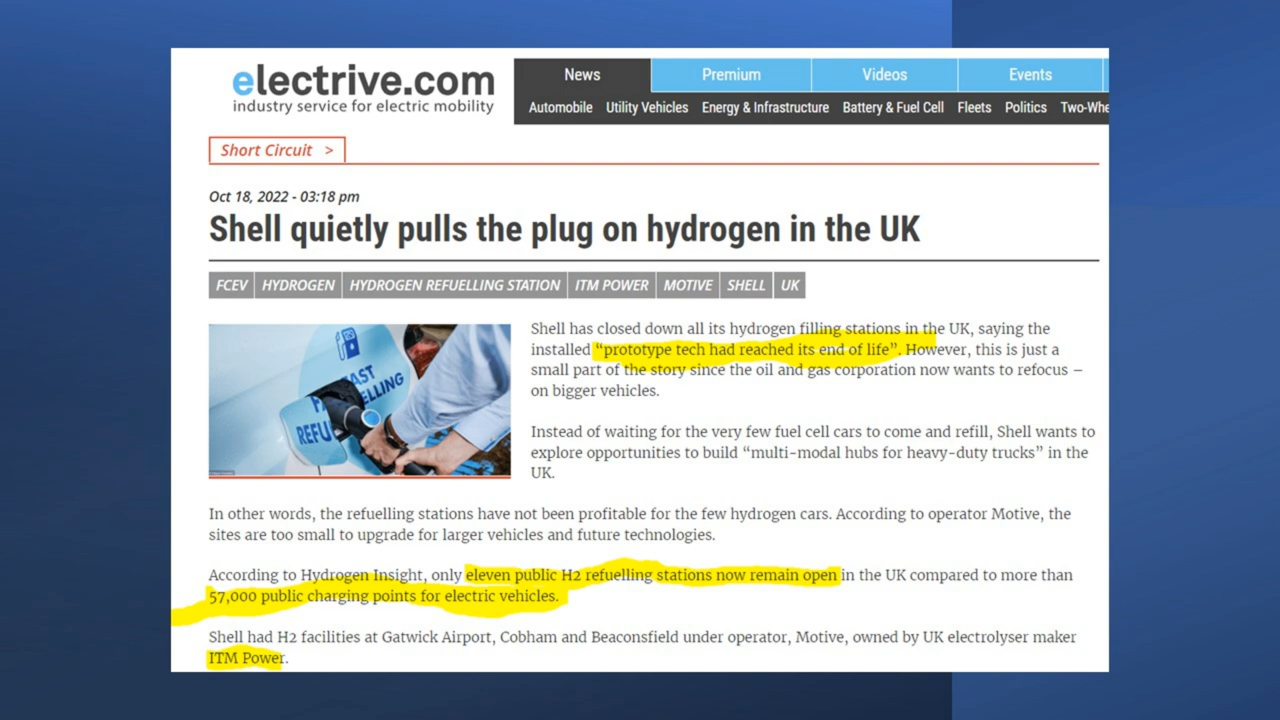 electrive.com
industry service for electric mobility
News Premium Videos Events
Automobile Utility Vehicles Energy & Infrastructure Battery & Fuel Cell Fleets Politics Two-Whe
Short Circuit >
Oct 18, 2022 - 03:18 pm
Shell quietly pulls the plug on hydrogen in the UK
FCEV HYDROGEN HYDROGEN REFUELLING STATION ITM POWER MOTIVE SHELL UK
Shell has closed down all its hydrogen filling stations in the UK, saying the
installed “prototype tech had reached its end of life”. However, this is just a
small part of the story since the oil and gas corporation now wants to refocus –
on bigger vehicles.
Instead of waiting for the very few fuel cell cars to come and refill, Shell wants to
explore opportunities to build “multi-modal hubs for heavy-duty trucks” in the
UK.
In other words, the refuelling stations have not been profitable for the few hydrogen cars. According to operator Motive, the
sites are too small to upgrade for larger vehicles and future technologies.
According to Hydrogen Insight, only eleven public H2 refuelling stations now remain open in the UK compared to more than
57,000 public charging points for electric vehicles.
Shell had H2 facilities at Gatwick Airport, Cobham and Beaconsfield under operator, Motive, owned by UK electrolyser maker
ITM Power.